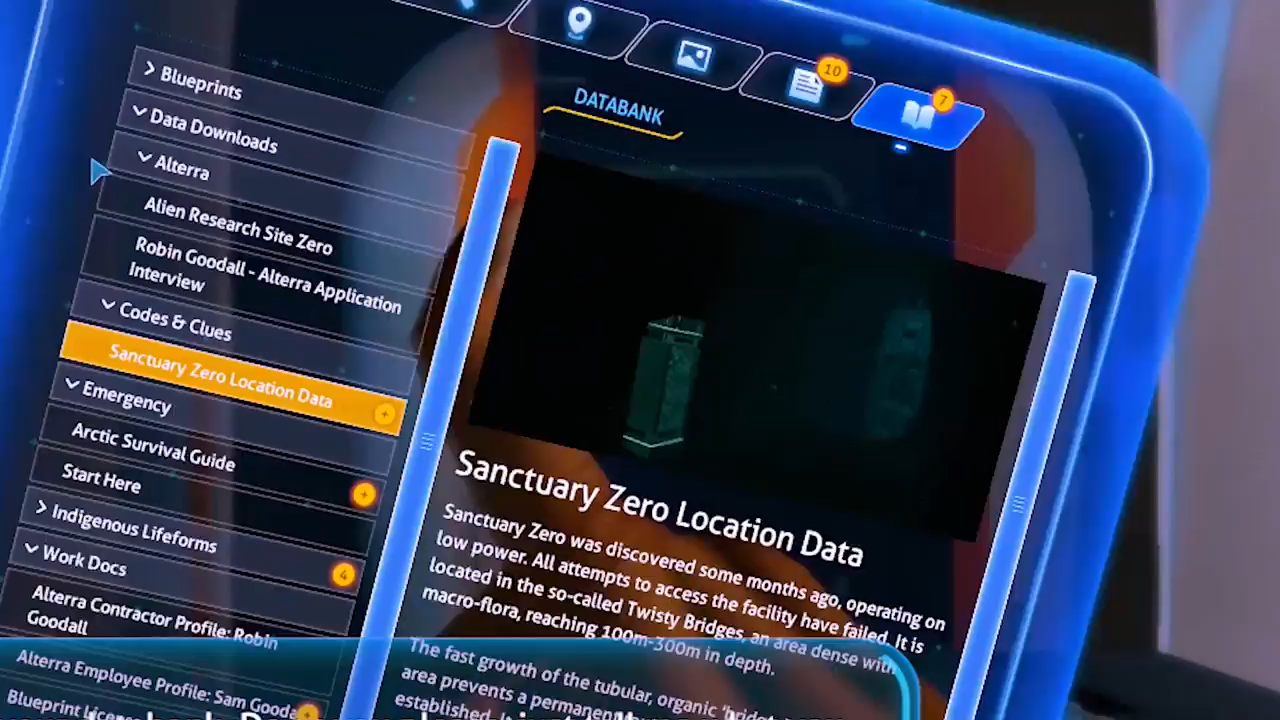 10
7
DATABANK
Blueprints
Data Downloads
Alterra
Alien Research Site Zero
Robin Goodall - Alterra Application
Interview
Codes & Clues
Sanctuary Zero Location Data
Emergency
Arctic Survival Guide
Start Here
Indigenous Lifeforms
4
Work Docs
Alterra Contractor Profile: Robin
Goodall
Alterra Employee Profile: Sam Gooda
Blueprint
Sanctuary Zero Location Data
Sanctuary Zero was discovered some months ago, operating on
low power. All attempts to access the facility have failed. It is
located in the so-called Twisty Bridges, an area dense with
macro-flora, reaching 100m-300m in depth.
The fast growth of the tubular, organic 'bridges'
area prevents a permanent
established.